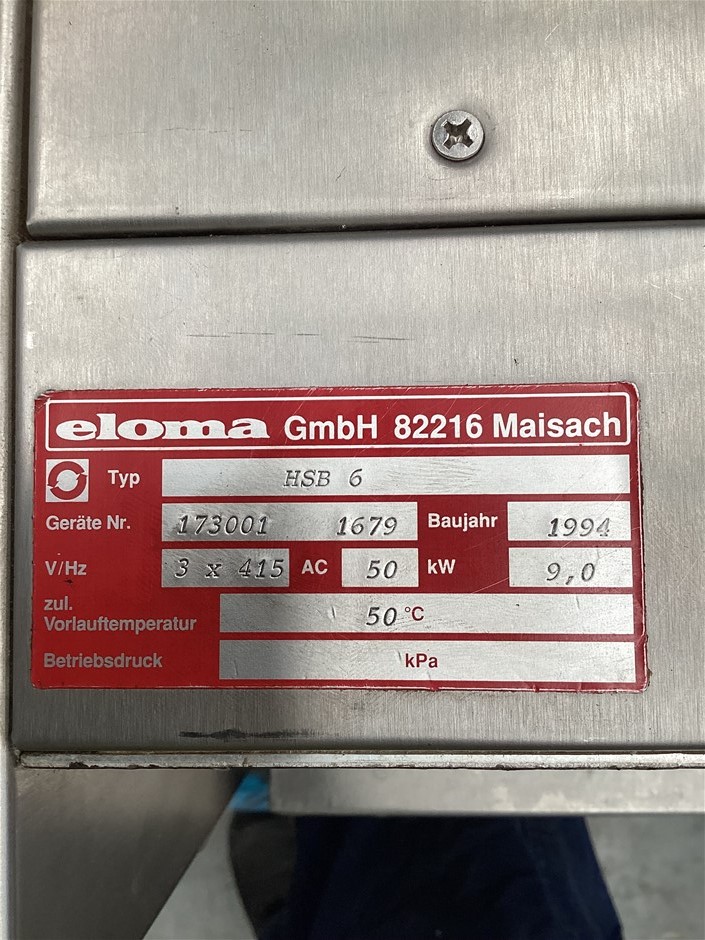 eloma GmbH 82216 Maisach
Typ HSB 6
Geräte Nr. 173001 1679 Baujahr 1994
V/Hz 3 x 415 AC 50 kW 9,0
zul.
Vorlauftemperatur 50 °C
Betriebsdruck kPa